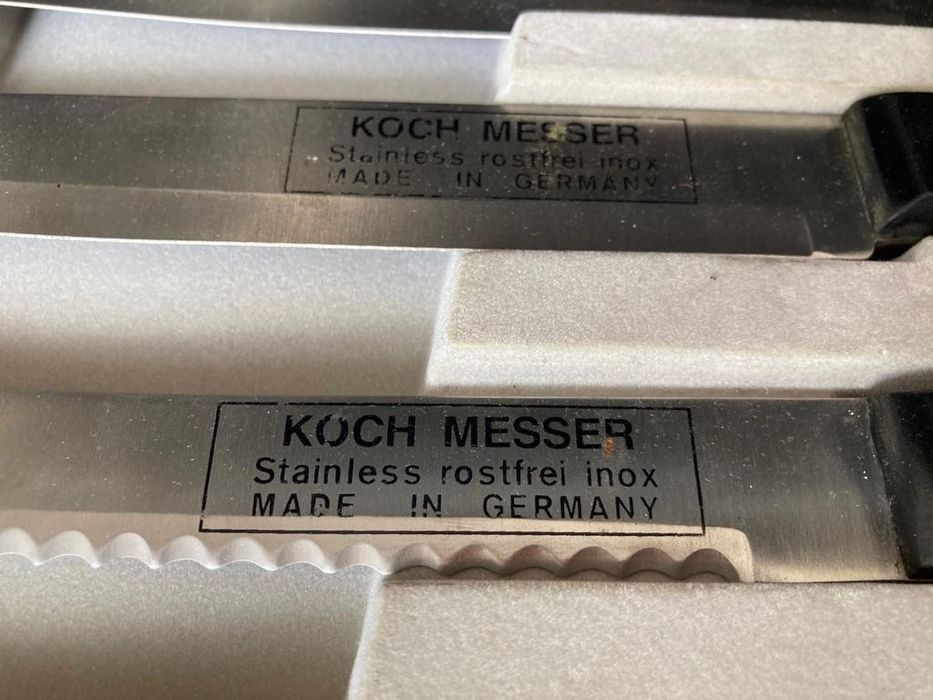 KOCH MESSER
Stainless rostfrei inox
MADE IN GERMANY
KOCH MESSER
Stainless rostfrei inox
MADE IN GERMANY